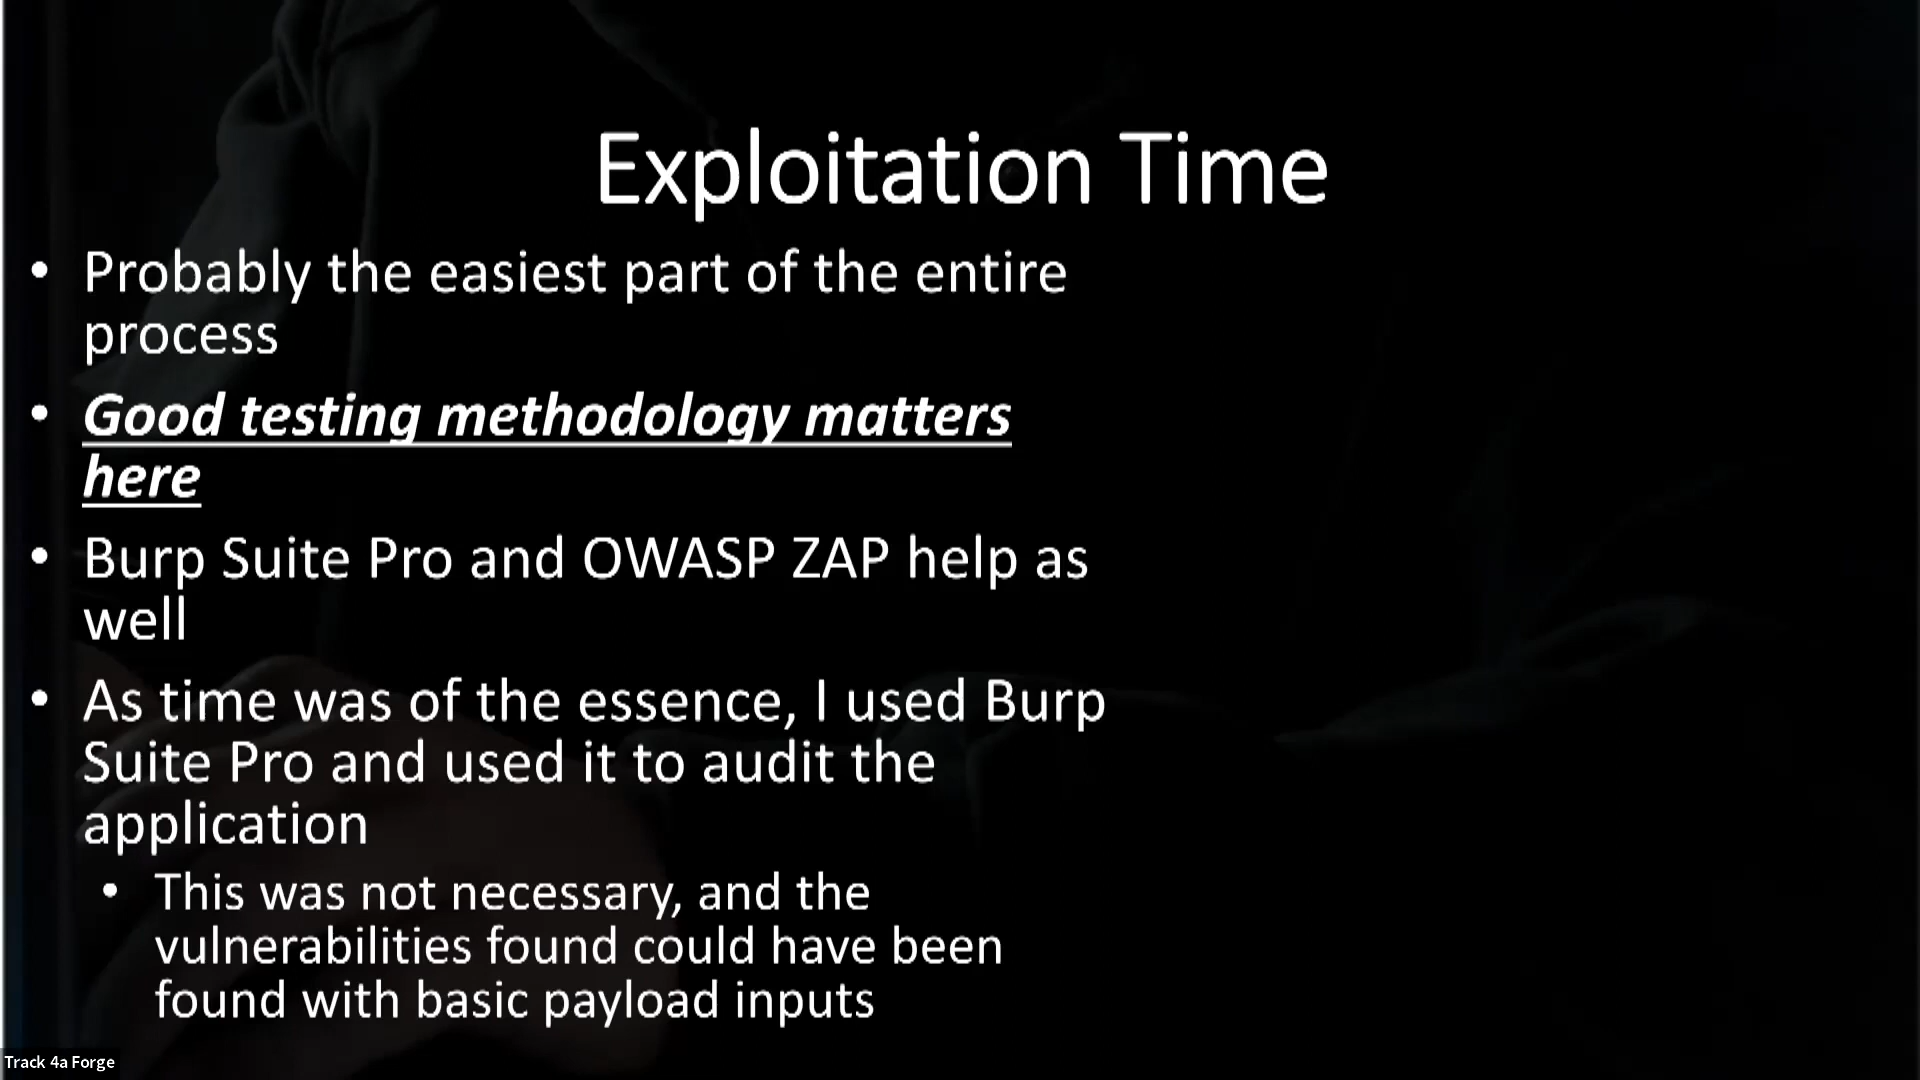 Exploitation Time
• Probably the easiest part of the entire
process
• Good testing methodology matters
here
• Burp Suite Pro and OWASP ZAP help as
well
• As time was of the essence, I used Burp
Suite Pro and used it to audit the
application
• This was not necessary, and the
vulnerabilities found could have been
found with basic payload inputs
Track 4a Forge